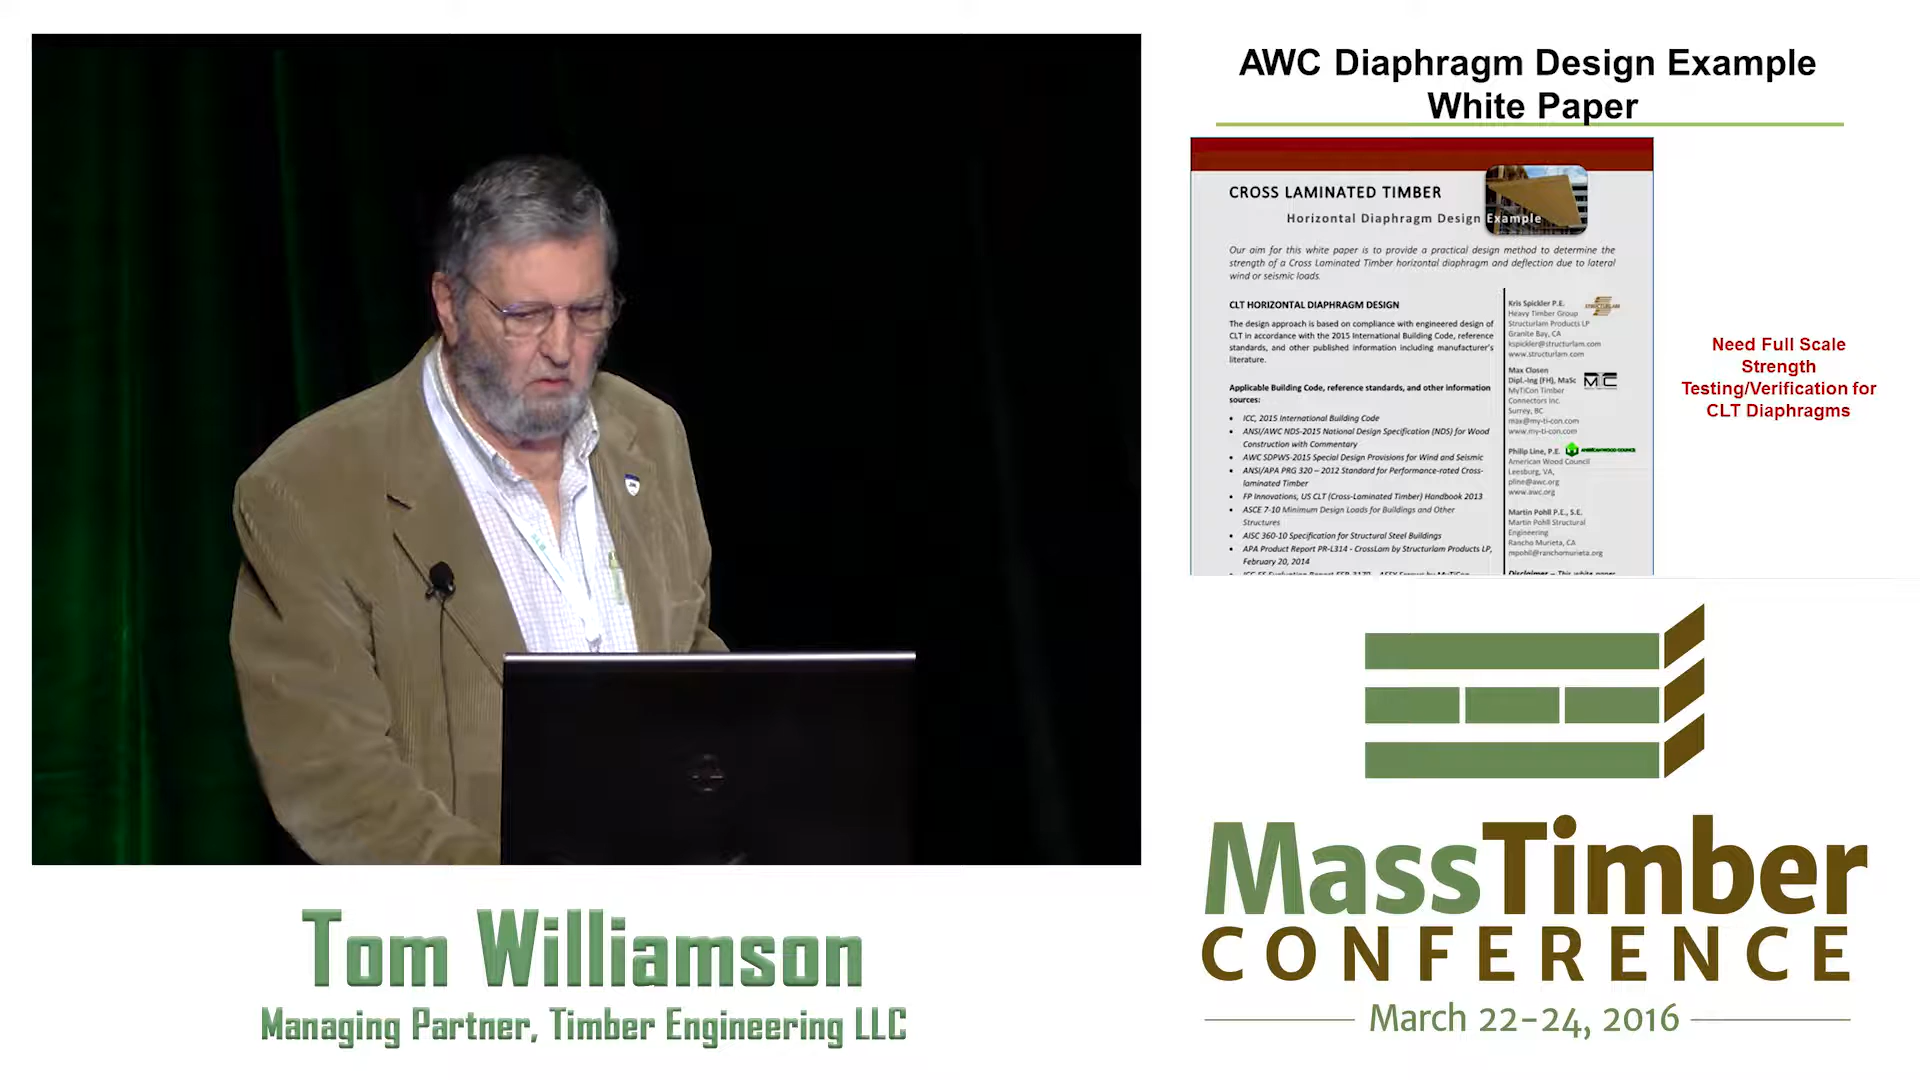 AWC Diaphragm Design Example
White Paper
CROSS LAMINATED TIMBER
Horizontal Diaphragm Design Example
Our aim for this white paper is to provide a practical design method to determine the
strength of a Cross Laminated Timber horizontal diaphragm and deflection due to lateral
wind or seismic loads.
CLT HORIZONTAL DIAPHRAGM DESIGN
The design approach is based on compliance with engineered design of
CLT in accordance with the 2015 International Building Code, reference
standards, and other published information including manufacturer's
literature.
Applicable Building Code, reference standards, and other information
sources:
• ICC, 2015 International Building Code
• ANSI/AWC NDS-2015 National Design Specification (NDS) for Wood
Construction with Commentary
• AWC SDPWS-2015 Special Design Provisions for Wind and Seismic
• ANSI/APA PRG 320 – 2012 Standard for Performance-rated Cross-
laminated Timber
• FP Innovations, US CLT (Cross-Laminated Timber) Handbook 2013
• ASCE 7-10 Minimum Design Loads for Buildings and Other
Structures
• AISC 360-10 Specification for Structural Steel Buildings
• APA Product Report PR-L314 - CrossLam by Structurlam Products LP,
February 20, 2014
Kris Spickler P.E.
Heavy Timber Group
Structurlam Products LP
Granite Bay, CA
kspickler@structurlam.com
www.structurlam.com
STRUCTURLAM
Max Closen
Dipl.-Ing (FH), MaSc
MyTiCon Timber
Connectors Inc.
Surrey, BC
max@my-ti-con.com
www.my-ti-con.com
MTC
Philip Line, P.E.
AMERICAN WOOD COUNCIL
American Wood Council
Leesburg, VA,
pline@awc.org
www.awc.org
Martin Pohll P.E., S.E.
Martin Pohll Structural
Engineering
Rancho Murieta, CA
mpohll@ranchomurieta.org
Disclaimer – This white paper
Need Full Scale
Strength
Testing/Verification for
CLT Diaphragms
MassTimber
CONFERENCE
March 22-24, 2016
Tom Williamson
Managing Partner, Timber Engineering LLC